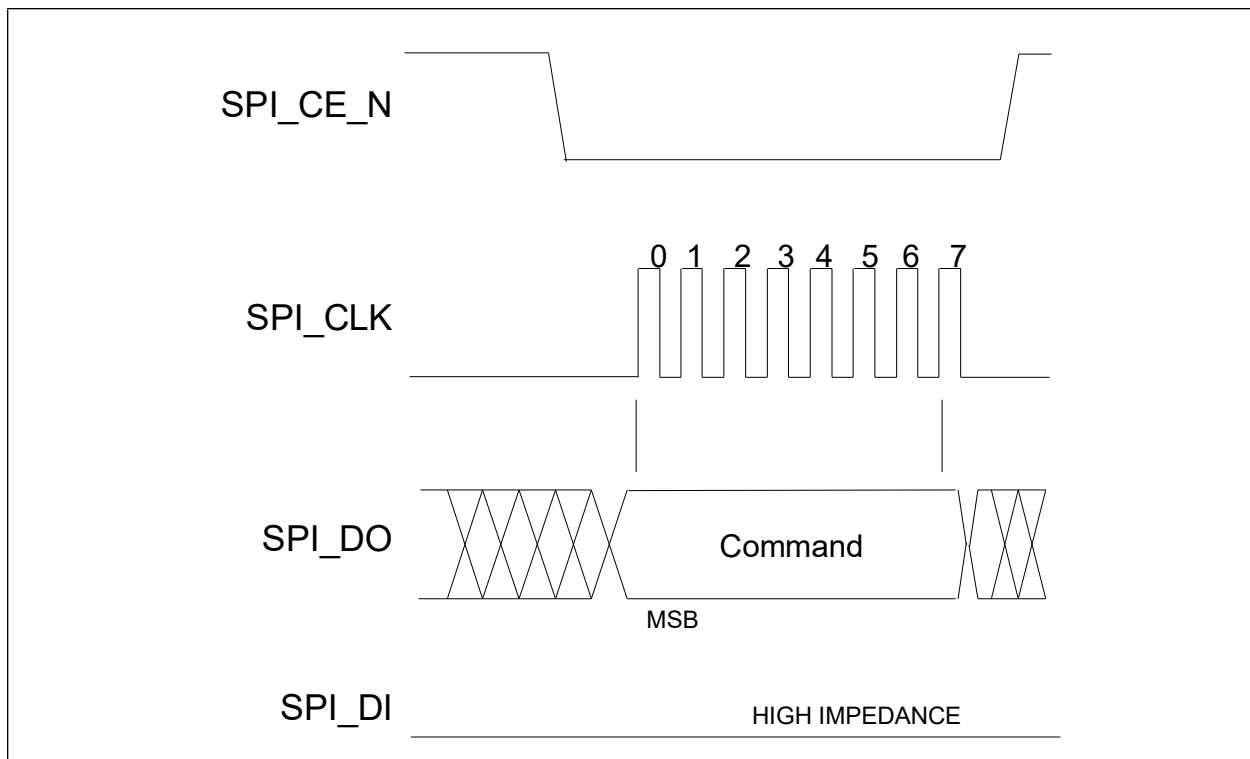 SPI_CE_N
0 1 2 3 4 5 6 7
SPI_CLK
SPI_DO
Command
MSB
SPI_DI
HIGH IMPEDANCE